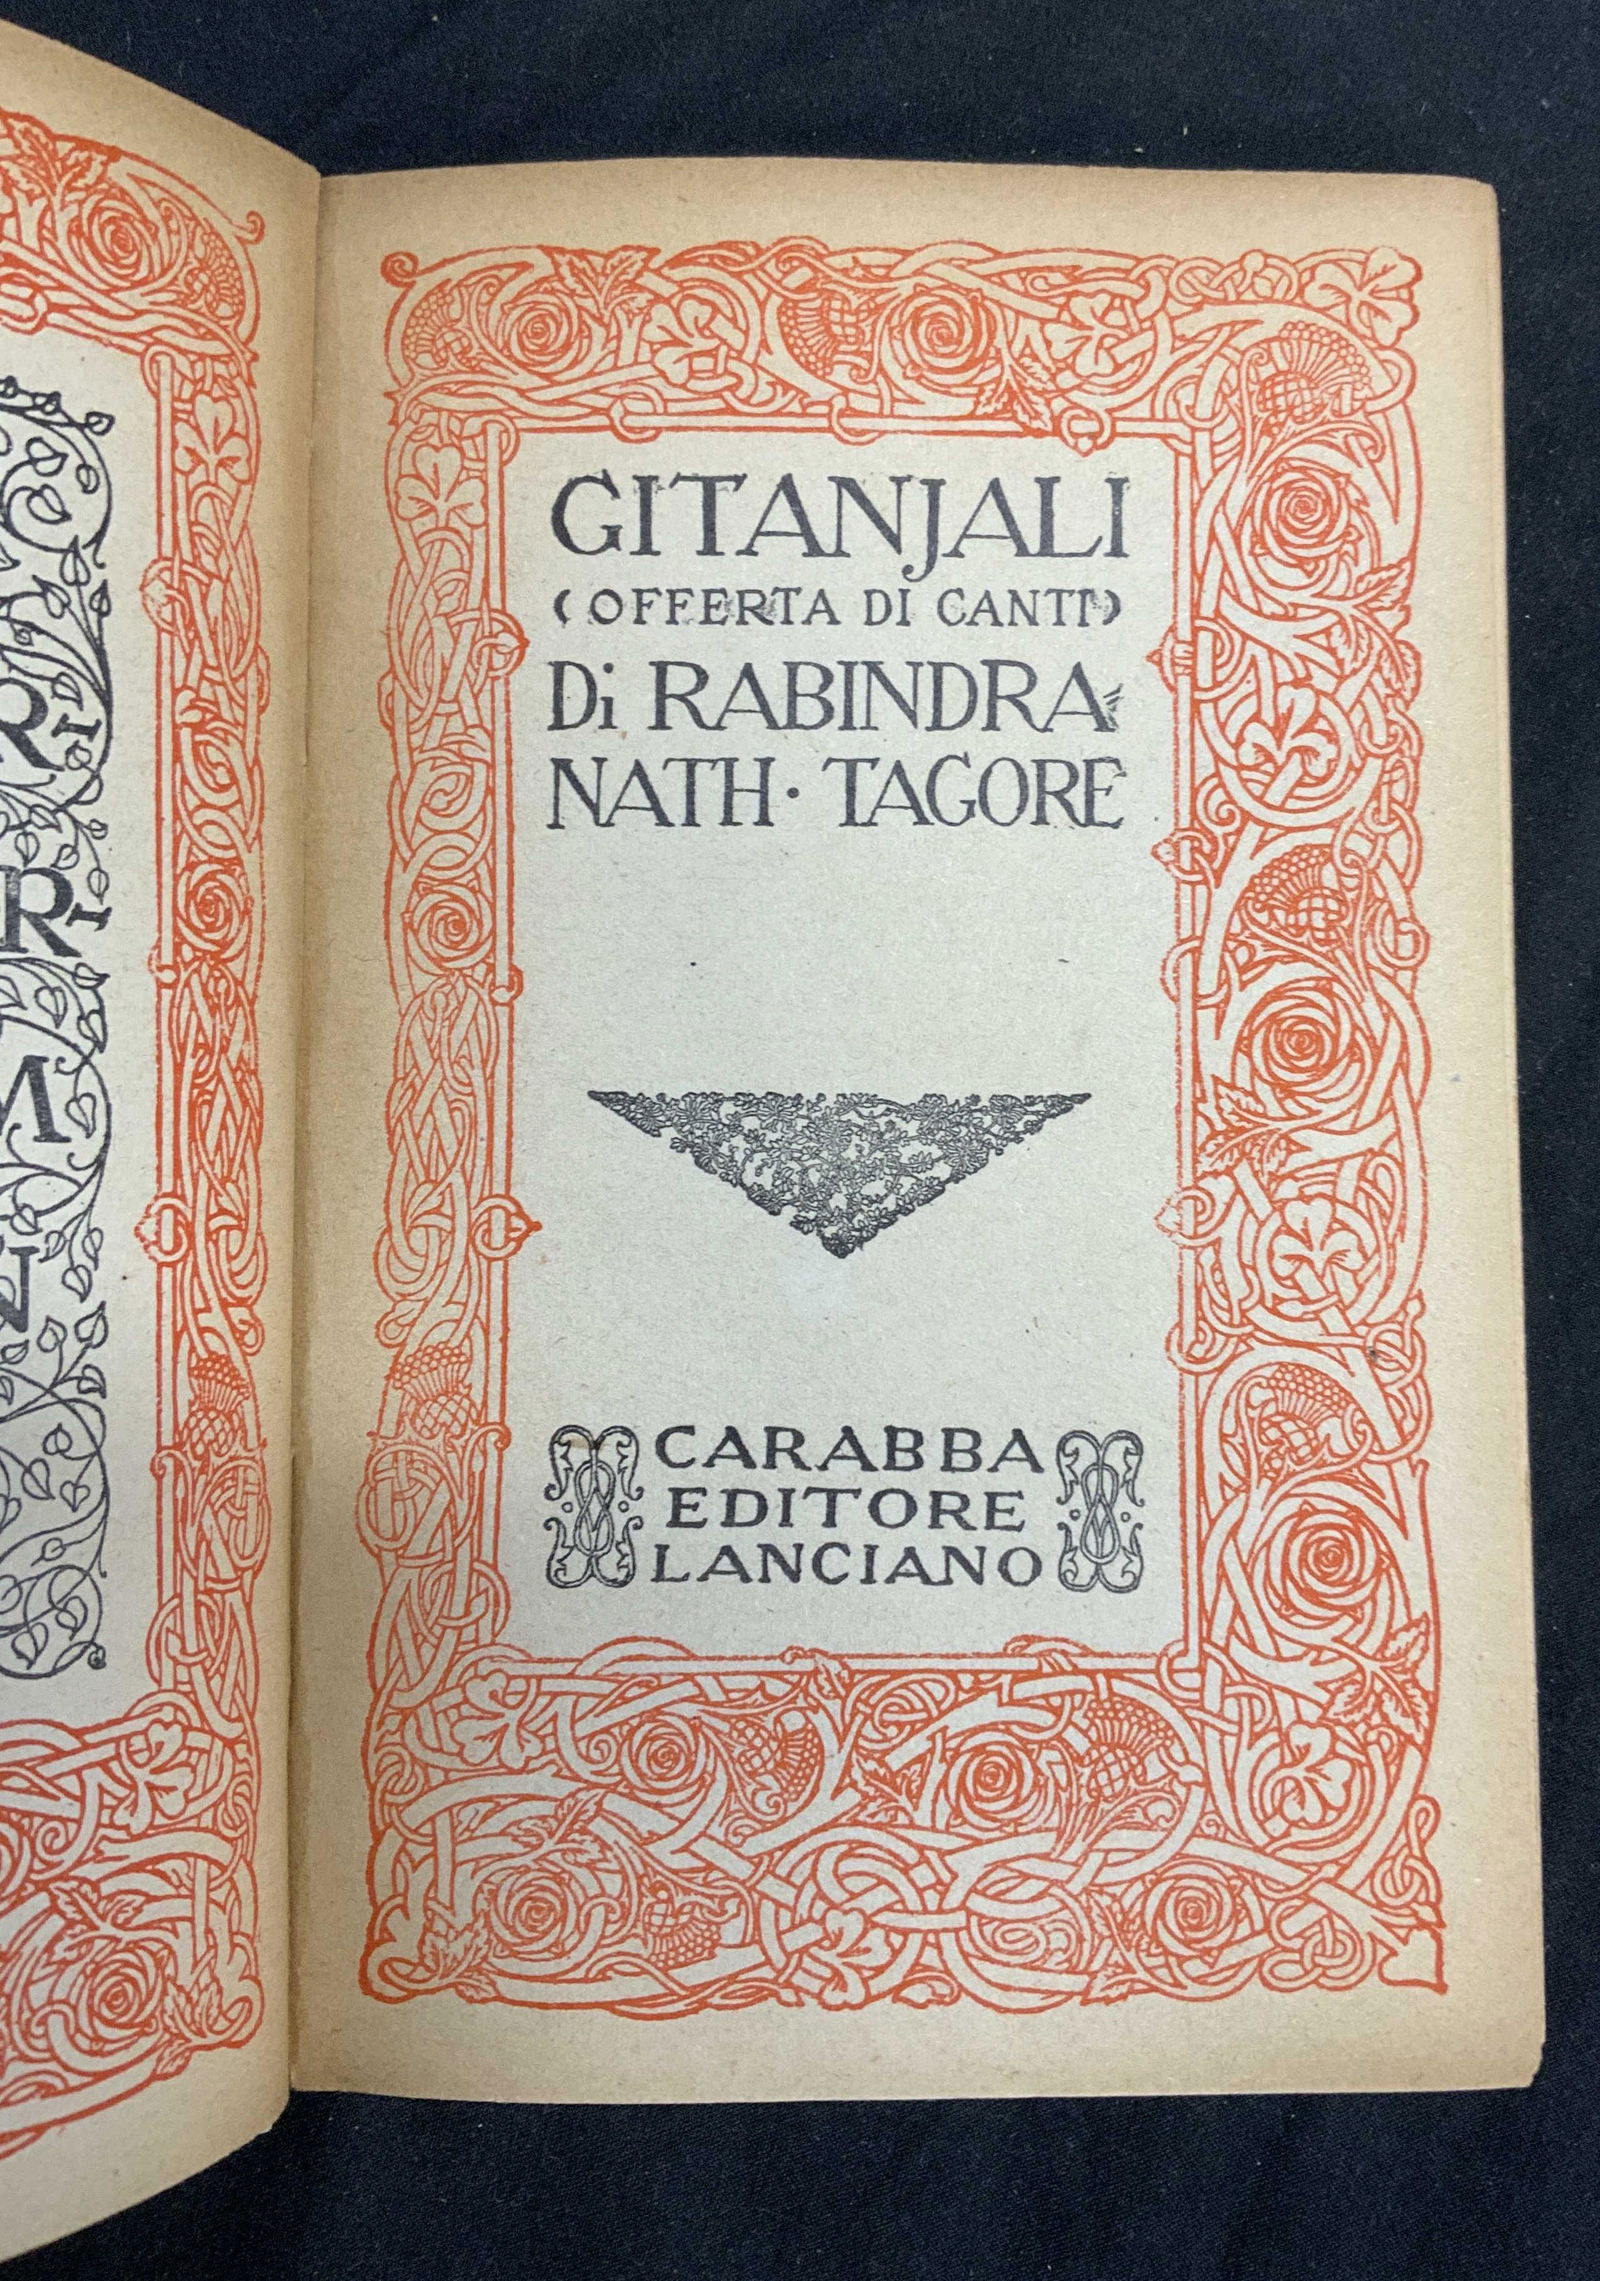 GITANJALI
(OFFERTA DI CANTI)
Di RABINDRA
NATH · TAGORE
CARABBA
EDITORE
LANCIANO